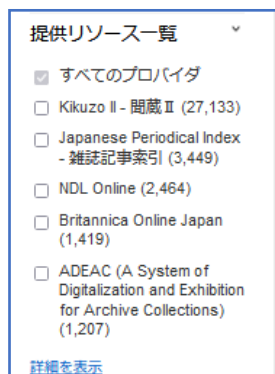 提供リソース一覧
すべてのプロバイダ
Kikuzo II - 聞蔵Ⅱ (27,133)
Japanese Periodical Index
- 雑誌記事索引 (3,449)
NDL Online (2,464)
Britannica Online Japan
(1,419)
ADEAC (A System of
Digitalization and Exhibition
for Archive Collections)
(1,207)
詳細を表示